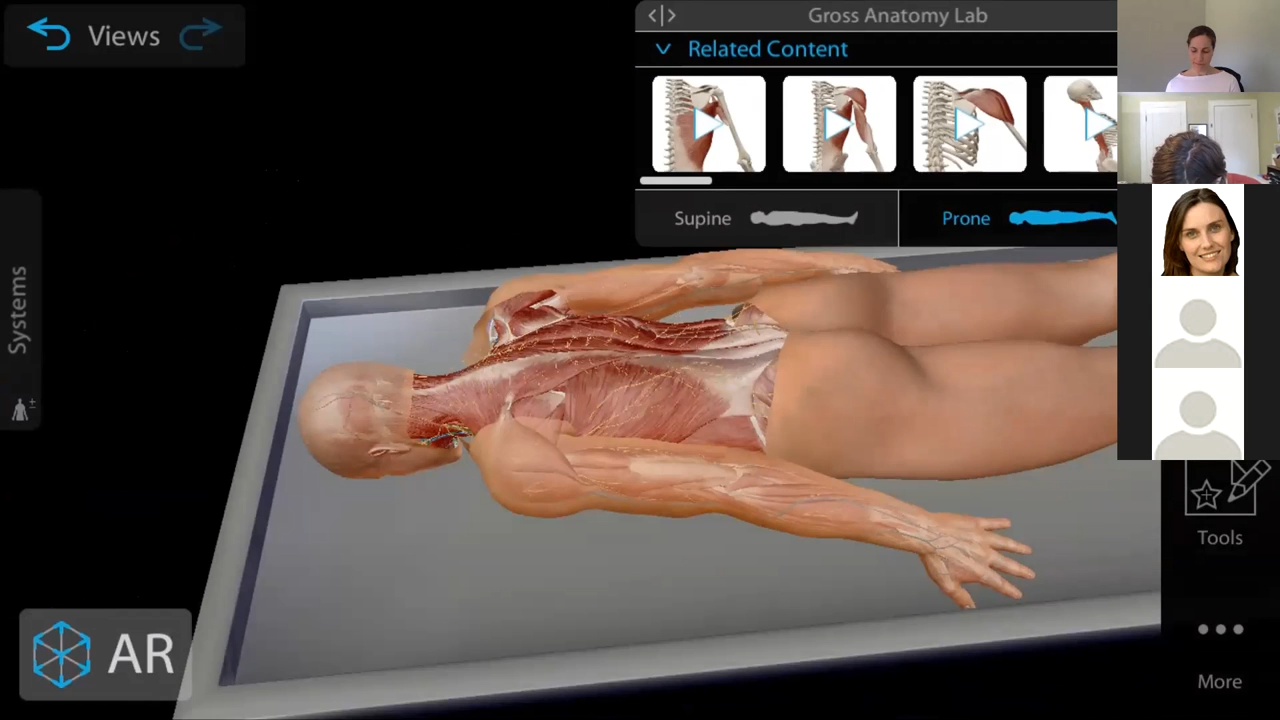 Views
Gross Anatomy Lab
Related Content
Supine
Prone
Systems
Tools
AR
More